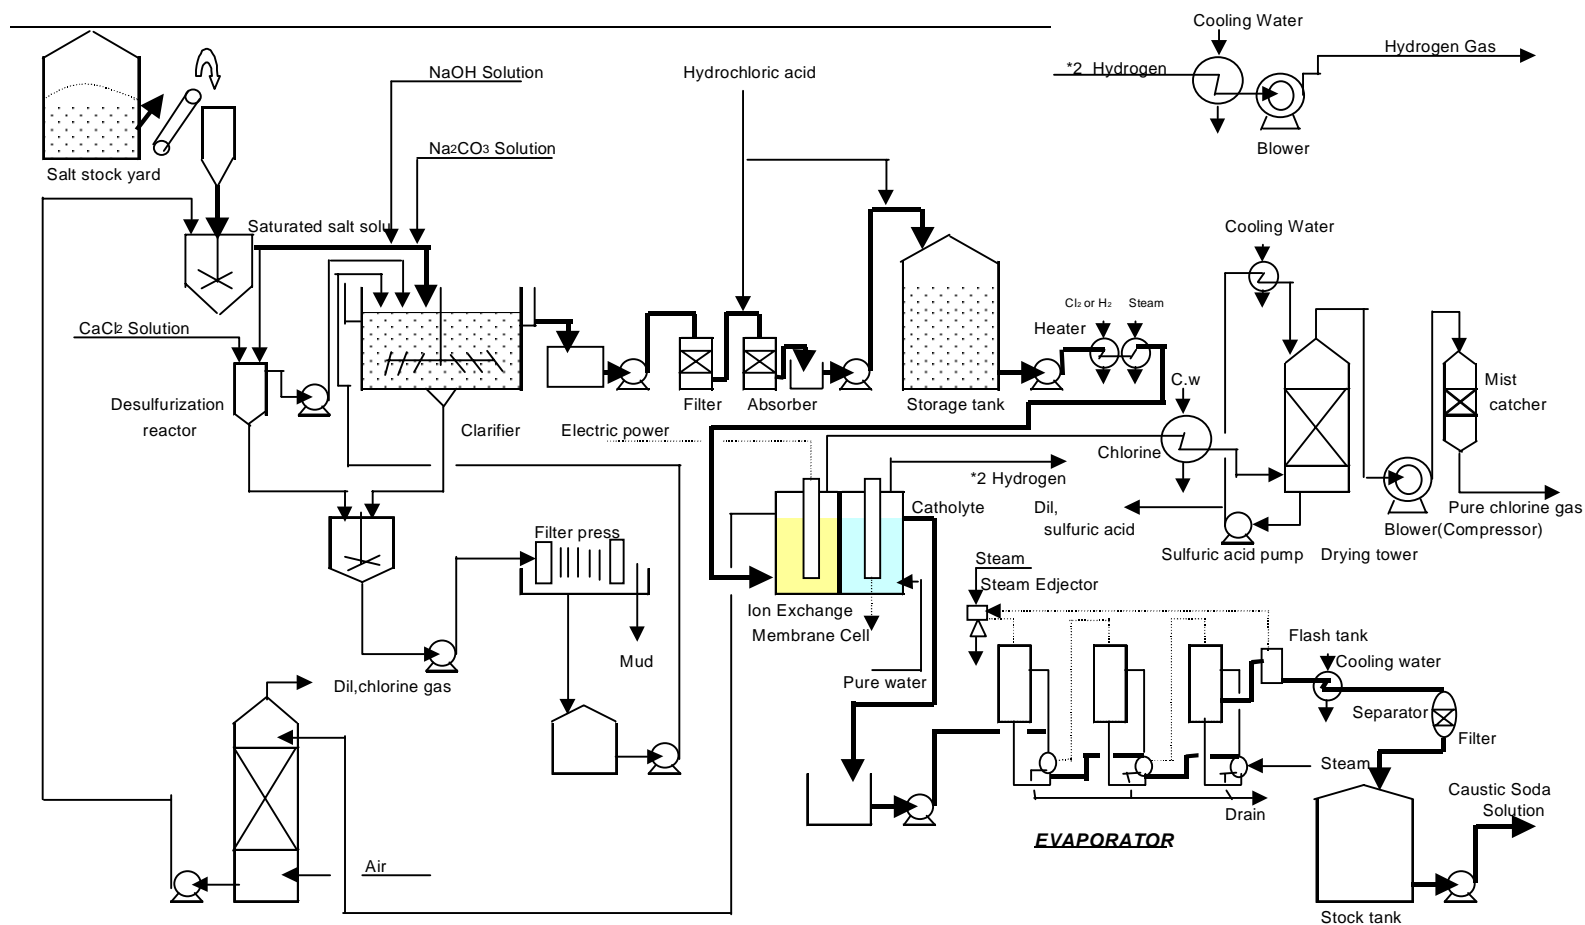 Cooling Water
*2 Hydrogen
Hydrogen Gas
Blower
NaOH Solution
Hydrochloric acid
Na2CO3 Solution
Salt stock yard
Saturated salt solu
Cooling Water
CaCl2 Solution
Cl2 or H2
Steam
Heater
C.w
Desulfurization
reactor
Clarifier
Filter
Absorber
Storage tank
Mist
catcher
Electric power
Chlorine
*2 Hydrogen
Catholyte
Dil,
sulfuric acid
Pure chlorine gas
Blower(Compressor)
Sulfuric acid pump
Drying tower
Filter press
Steam
Steam Edjector
Ion Exchange
Membrane Cell
Mud
Pure water
Flash tank
Cooling water
Dil,chlorine gas
Separator
Filter
Steam
Caustic Soda
Solution
Drain
EVAPORATOR
Air
Stock tank